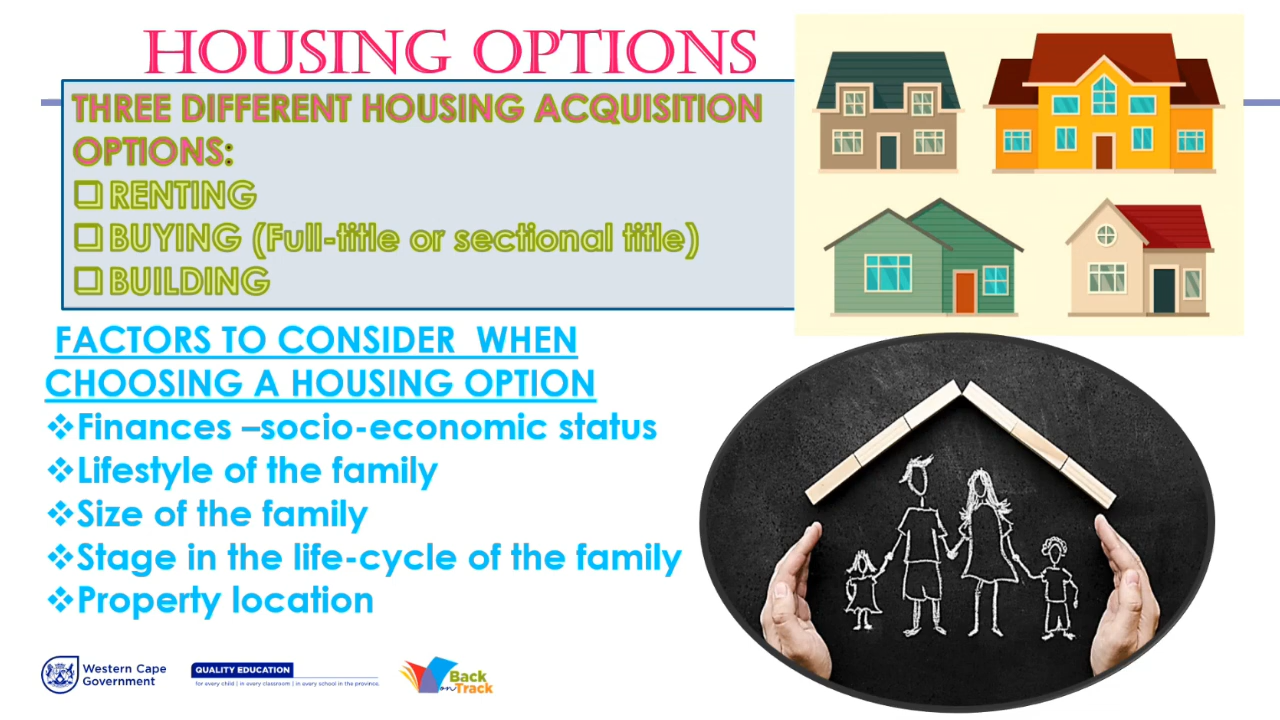 HOUSING OPTIONS
THREE DIFFERENT HOUSING ACQUISITION
OPTIONS:
❑ RENTING
❑ BUYING (Full-title or sectional title)
❑ BUILDING
FACTORS TO CONSIDER WHEN
CHOOSING A HOUSING OPTION
❖Finances –socio-economic status
❖Lifestyle of the family
❖Size of the family
❖Stage in the life-cycle of the family
❖Property location
Western Cape
Government
QUALITY EDUCATION
for every child | in every classroom | in every school in the province.
Back
on Track